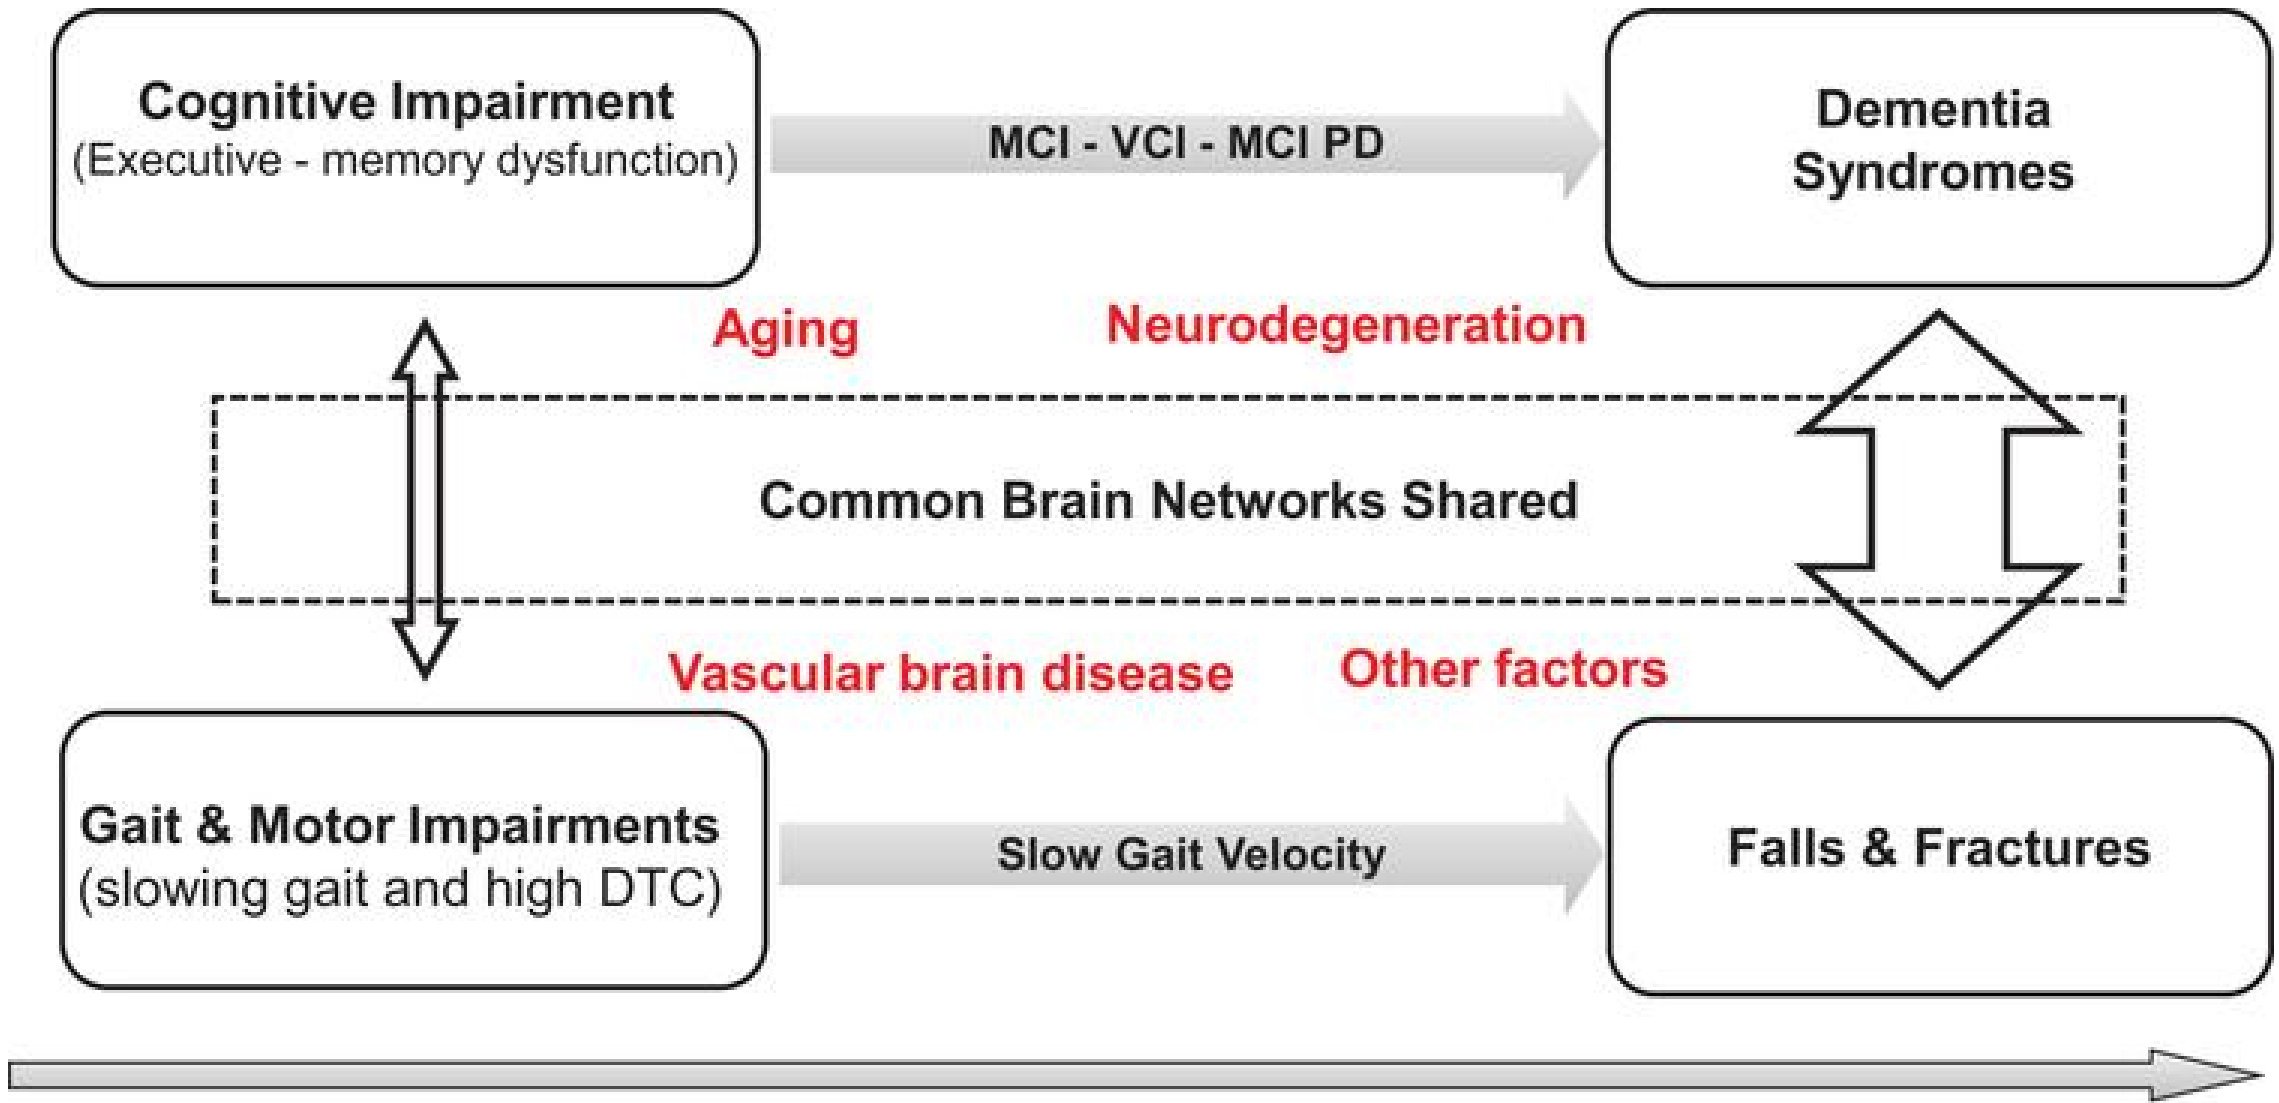 Cognitive Impairment
(Executive - memory dysfunction)
MCI - VCI - MCI PD
Dementia
Syndromes
Aging
Neurodegeneration
Common Brain Networks Shared
Vascular brain disease
Other factors
Gait & Motor Impairments
(slowing gait and high DTC)
Slow Gait Velocity
Falls & Fractures